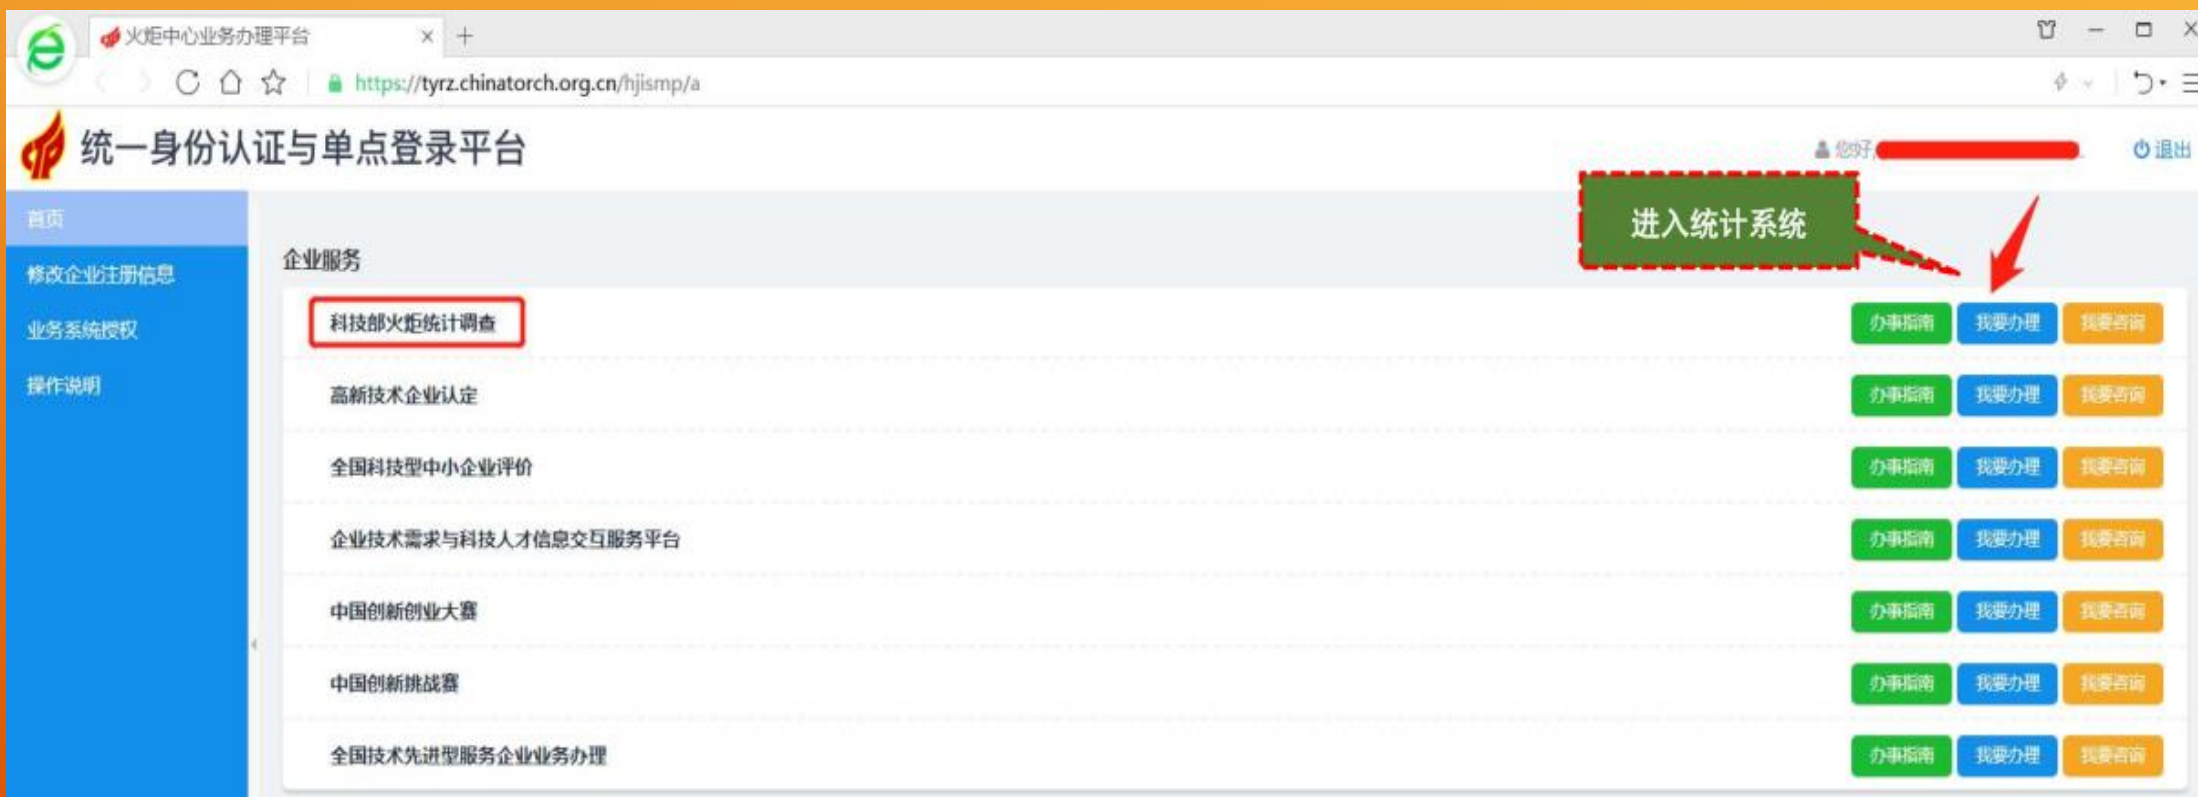 火炬中心业务办理平台
https://tyrz.chinatorch.org.cn/hjismp/a
统一身份认证与单点登录平台
您好,
退出
首页
进入统计系统
修改企业注册信息
企业服务
业务系统授权
科技部火炬统计调查
办事指南 我要办理 我要咨询
操作说明
高新技术企业认定
办事指南 我要办理 我要咨询
全国科技型中小企业评价
办事指南 我要办理 我要咨询
企业技术需求与科技人才信息交互服务平台
办事指南 我要办理 我要咨询
中国创新创业大赛
办事指南 我要办理 我要咨询
中国创新挑战赛
办事指南 我要办理 我要咨询
全国技术先进型服务企业业务办理
办事指南 我要办理 我要咨询